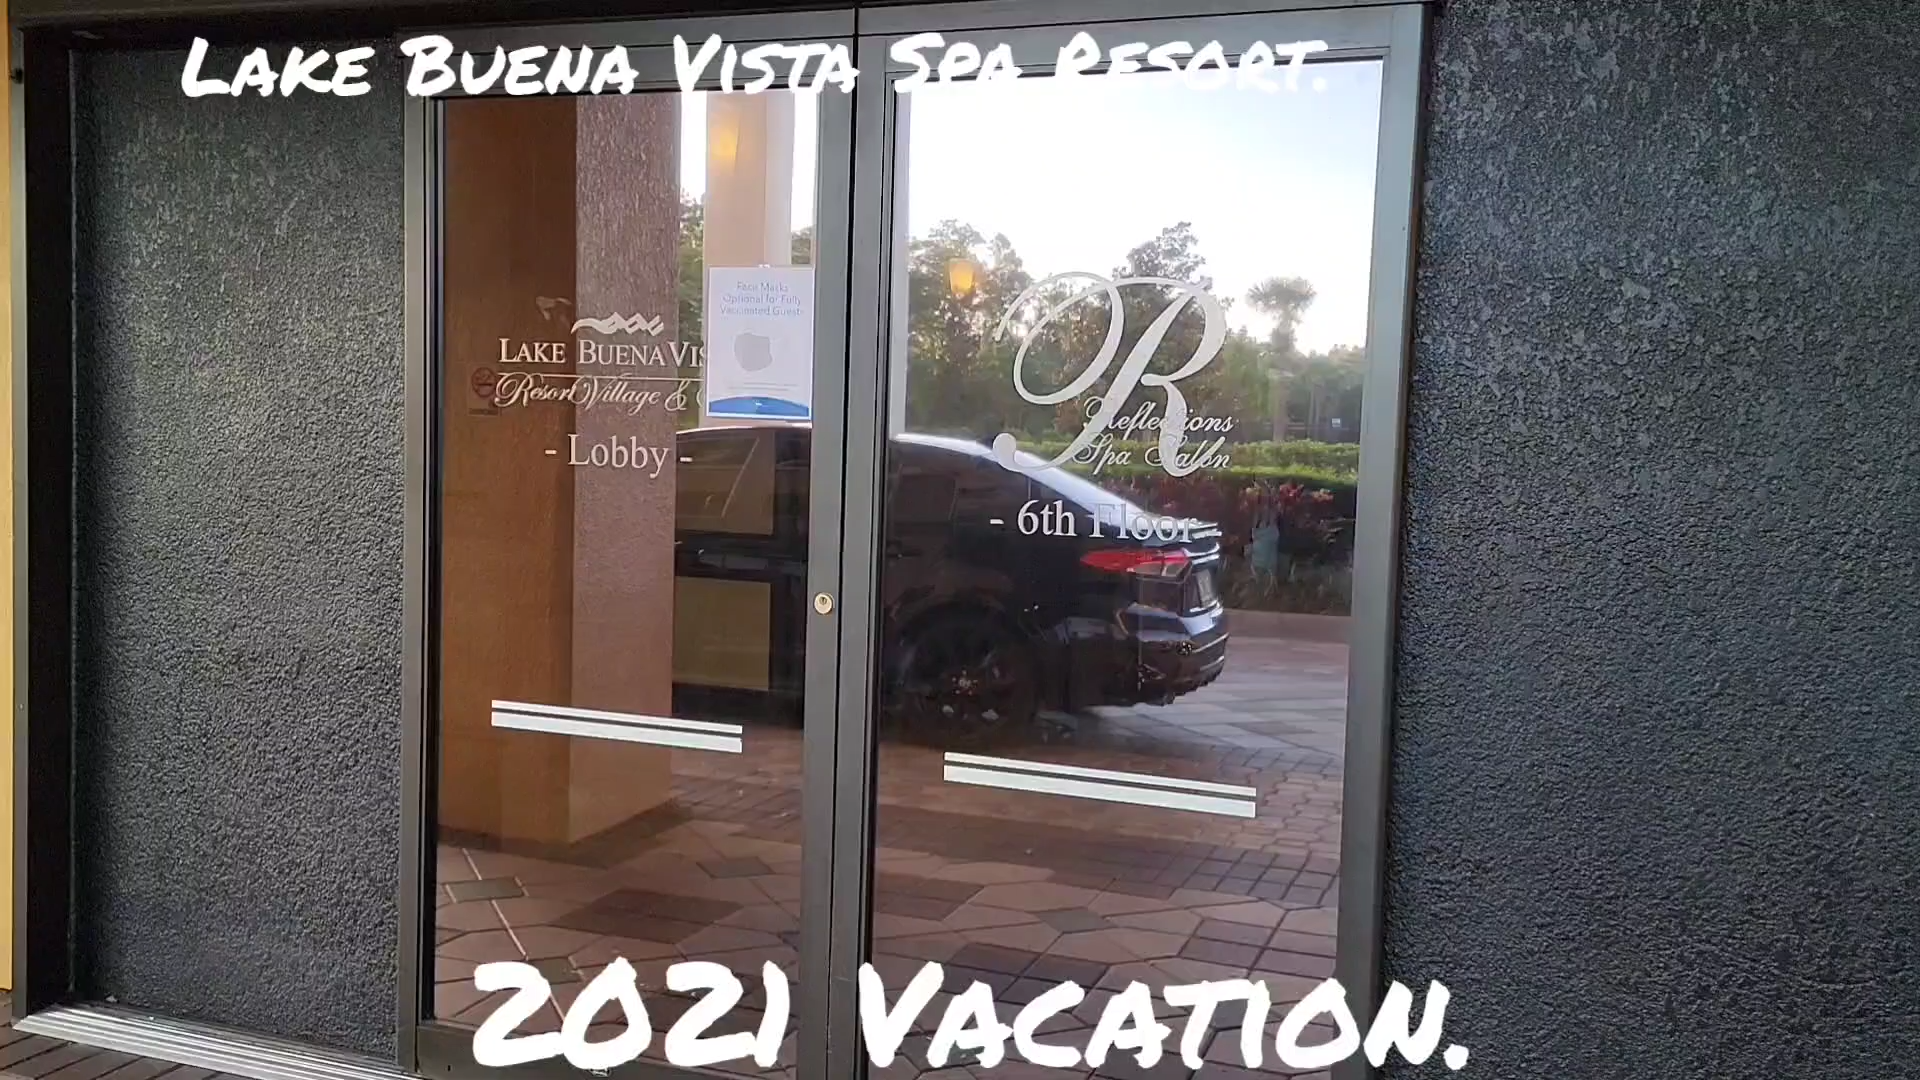 Lake Buena Vista Spa Resort.
Face Masks
Optional for Fully
Vaccinated Guests
LAKE BUENA VIS
Resort Village &
- Lobby -
R
Reflections
Spa Salon
- 6th Floor -
2021 Vacation.